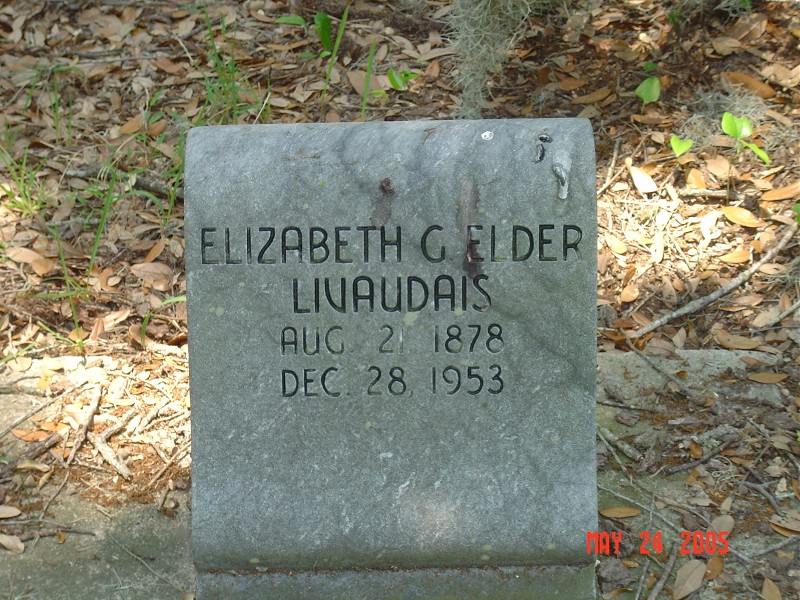 ELIZABETH G ELDER
LIVAUDAIS
AUG 21 1878
DEC. 28, 1953
MAY 24 2005